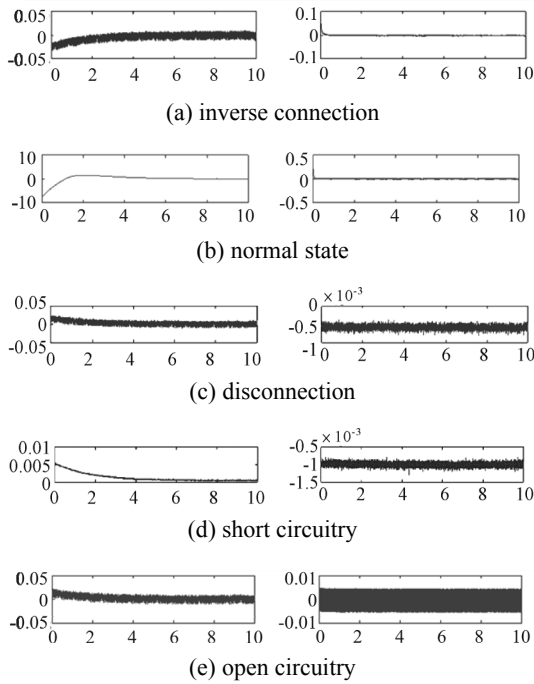 0.05
0
-0.05
0 2 4 6 8 10
0.1
0
-0.1
0 2 4 6 8 10
(a) inverse connection
10
0
-10
0 2 4 6 8 10
0.5
0
-0.5
0 2 4 6 8 10
(b) normal state
0.05
0
-0.05
0 2 4 6 8 10
× 10⁻³
0
-0.5
-1
0 2 4 6 8 10
(c) disconnection
0.01
0.005
0
0 2 4 6 8 10
× 10⁻³
-0.5
-1
-1.5
0 2 4 6 8 10
(d) short circuitry
0.05
0
-0.05
0 2 4 6 8 10
0.01
0
-0.01
0 2 4 6 8 10
(e) open circuitry